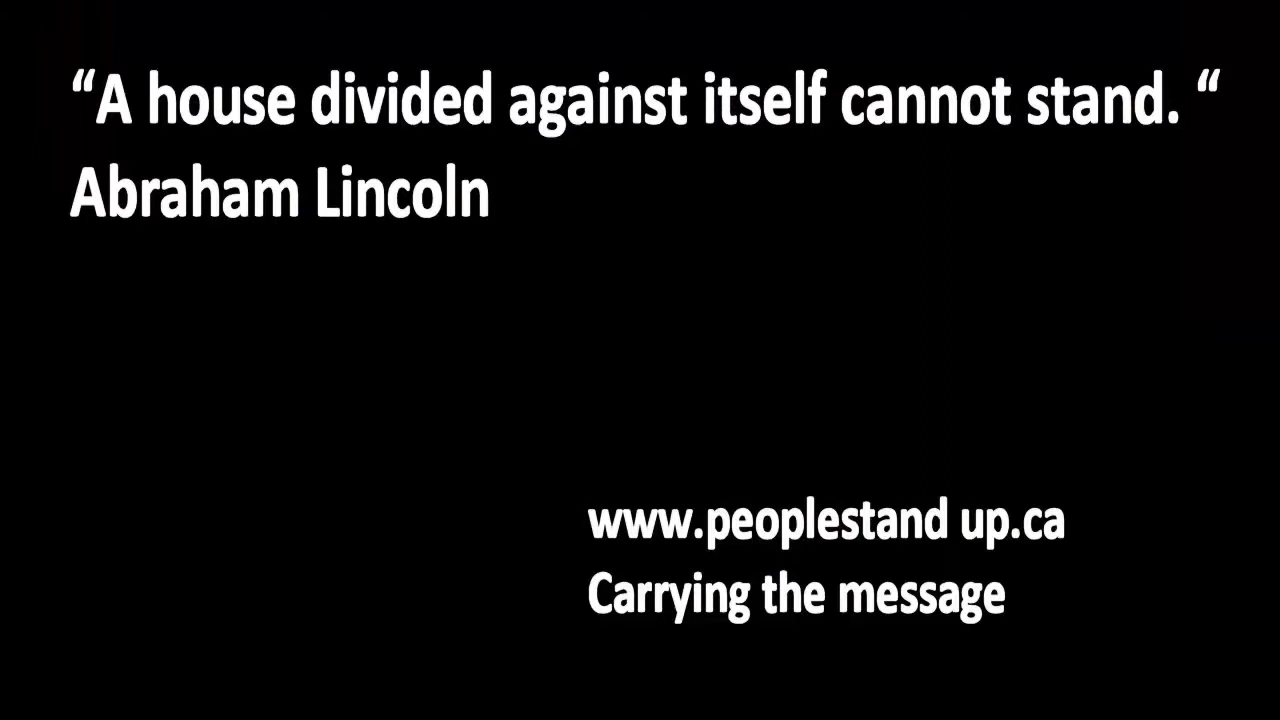 “A house divided against itself cannot stand. “
Abraham Lincoln
www.peoplestand up.ca
Carrying the message